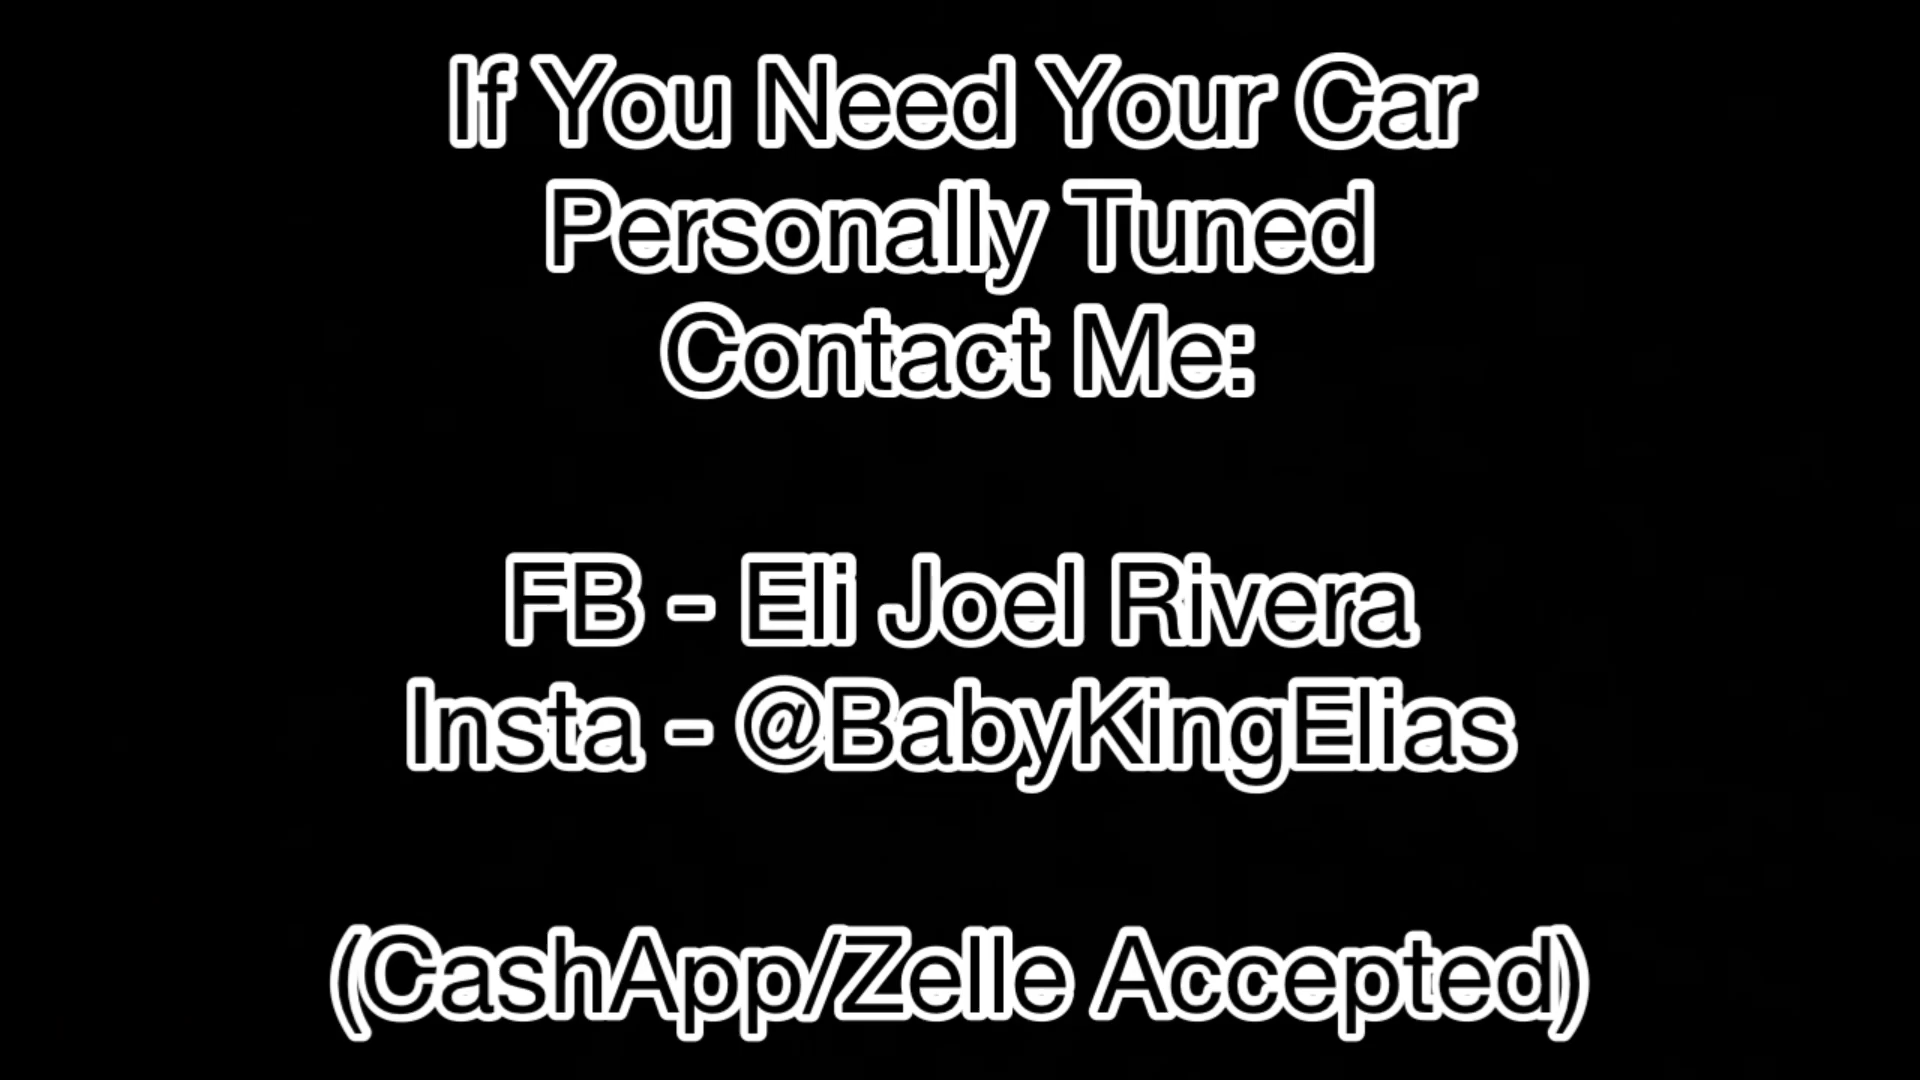 If You Need Your Car
Personally Tuned
Contact Me:
FB - Eli Joel Rivera
Insta - @BabyKingElias
(CashApp/Zelle Accepted)